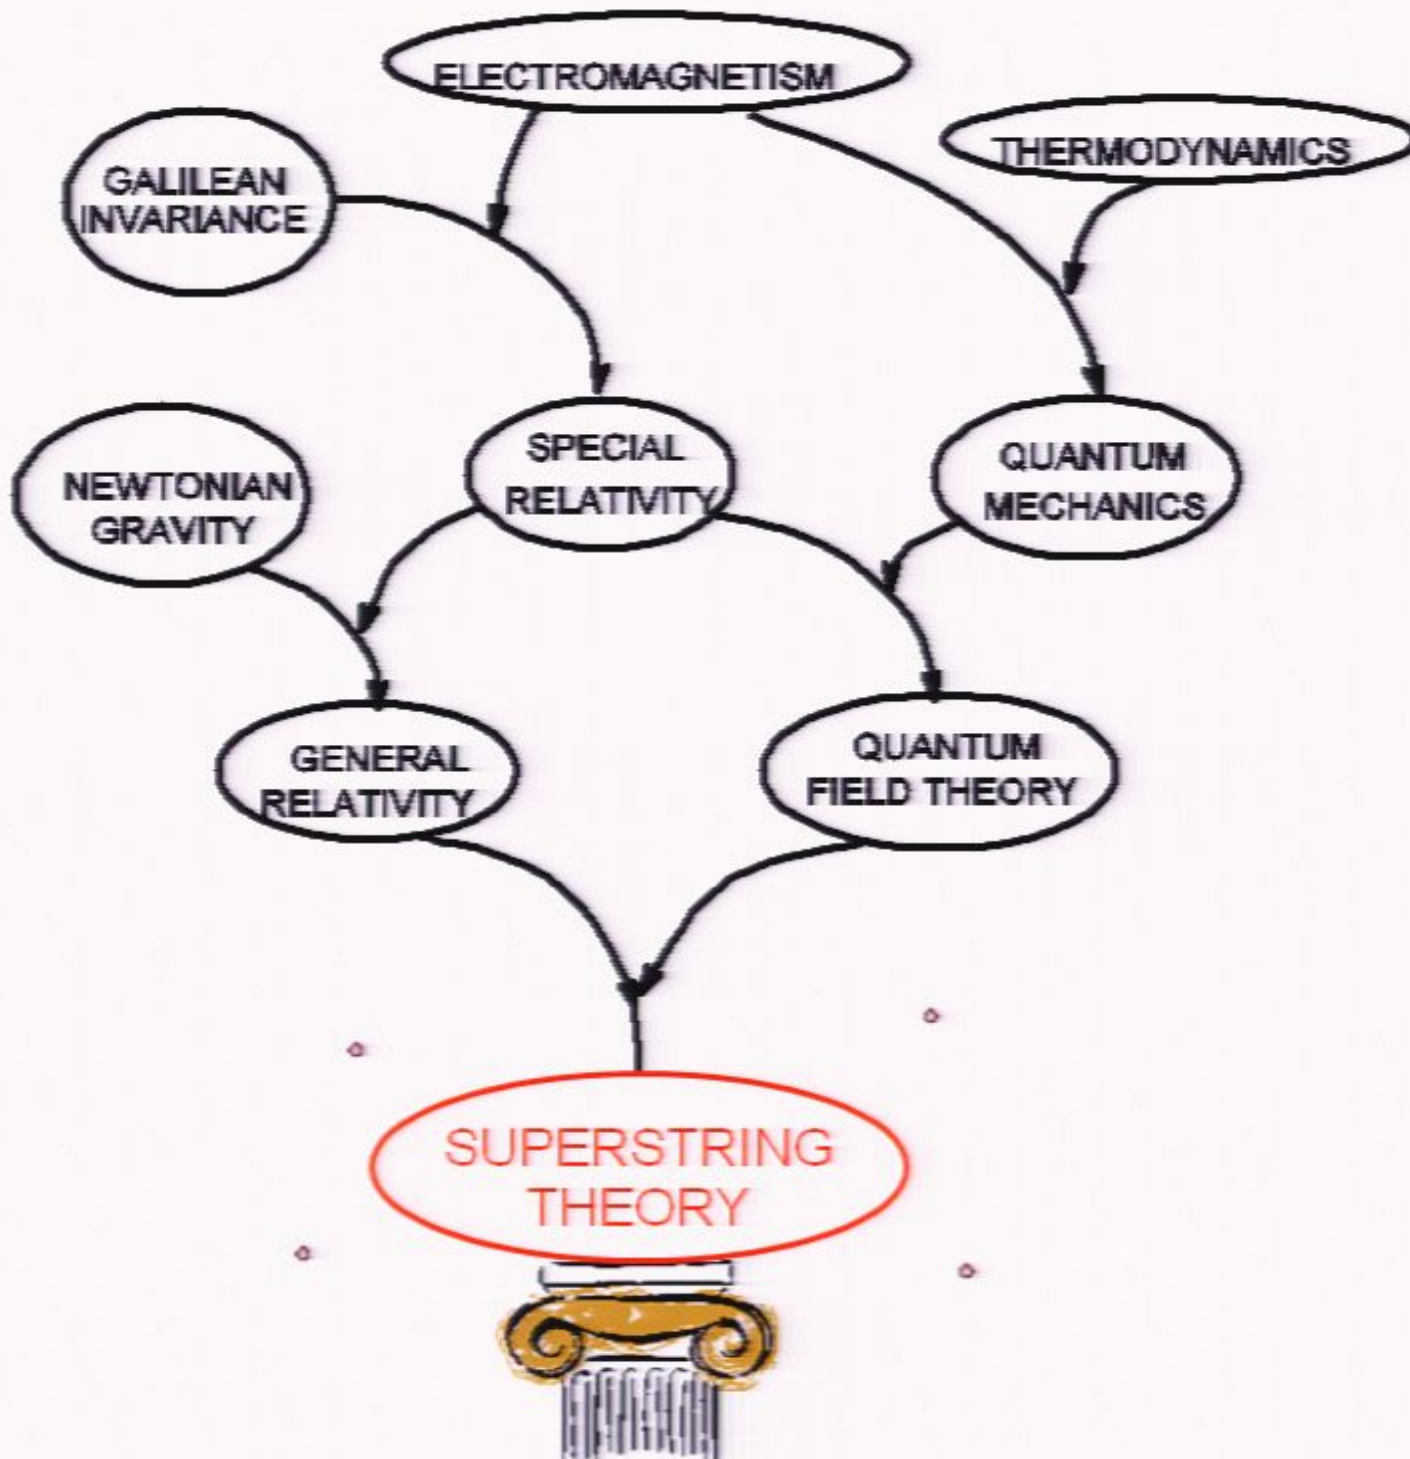 ELECTROMAGNETISM
THERMODYNAMICS
GALILEAN
INVARIANCE
NEWTONIAN
GRAVITY
SPECIAL
RELATIVITY
QUANTUM
MECHANICS
GENERAL
RELATIVITY
QUANTUM
FIELD THEORY
SUPERSTRING
THEORY